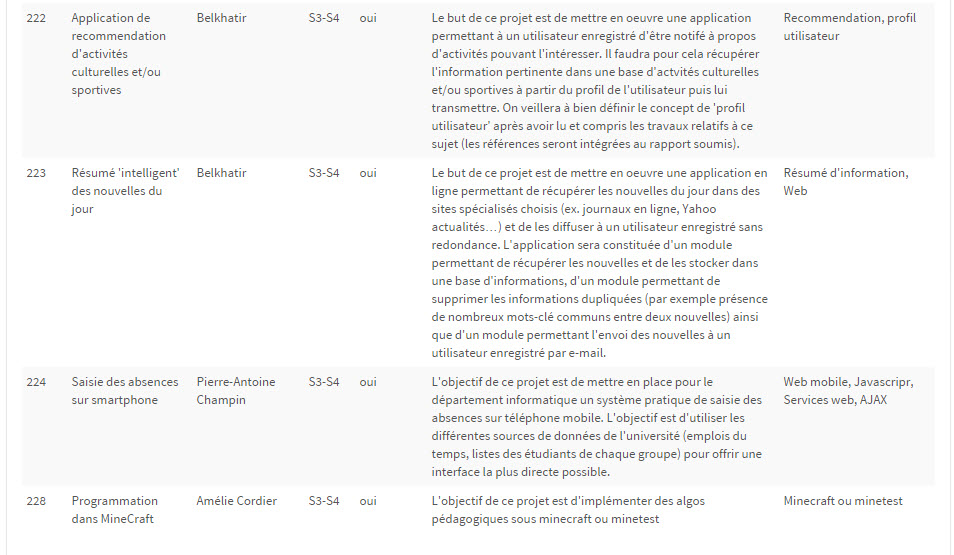 222 Application de recommendation d'activités culturelles et/ou sportives Belkhatir S3-S4 oui
Le but de ce projet est de mettre en oeuvre une application
permettant à un utilisateur enregistré d'être notifié à propos
d'activités pouvant l'intéresser. Il faudra pour cela récupérer
l'information pertinente dans une base d'actvités culturelles
et/ou sportives à partir du profil de l'utilisateur puis lui
transmettre. On veillera à bien définir le concept de 'profil
utilisateur' après avoir lu et compris les travaux relatifs à ce
sujet (les références seront intégrées au rapport soumis).
Recommendation, profil
utilisateur
223 Résumé 'intelligent' des nouvelles du jour Belkhatir S3-S4 oui
Le but de ce projet est de mettre en oeuvre une application en
ligne permettant de récupérer les nouvelles du jour dans des
sites spécialisés choisis (ex. journaux en ligne, Yahoo
actualités...) et de les diffuser à un utilisateur enregistré sans
redondance. L'application sera constituée d'un module
permettant de récupérer les nouvelles et de les stocker dans
une base d'informations, d'un module permettant de
supprimer les informations dupliquées (par exemple présence
de nombreux mots-clé communs entre deux nouvelles) ainsi
que d'un module permettant l'envoi des nouvelles à un
utilisateur enregistré par e-mail.
Résumé d'information,
Web
224 Saisie des absences sur smartphone Pierre-Antoine Champin S3-S4 oui
L'objectif de ce projet est de mettre en place pour le
département informatique un système pratique de saisie des
absences sur téléphone mobile. L'objectif est d'utiliser les
différentes sources de données de l'université (emplois du
temps, listes des étudiants de chaque groupe) pour offrir une
interface la plus directe possible.
Web mobile, Javascripr,
Services web, AJAX
228 Programmation dans MineCraft Amélie Cordier S3-S4 oui
L'objectif de ce projet est d'implémenter des algos
pédagogiques sous minecraft ou minetest
Minecraft ou minetest